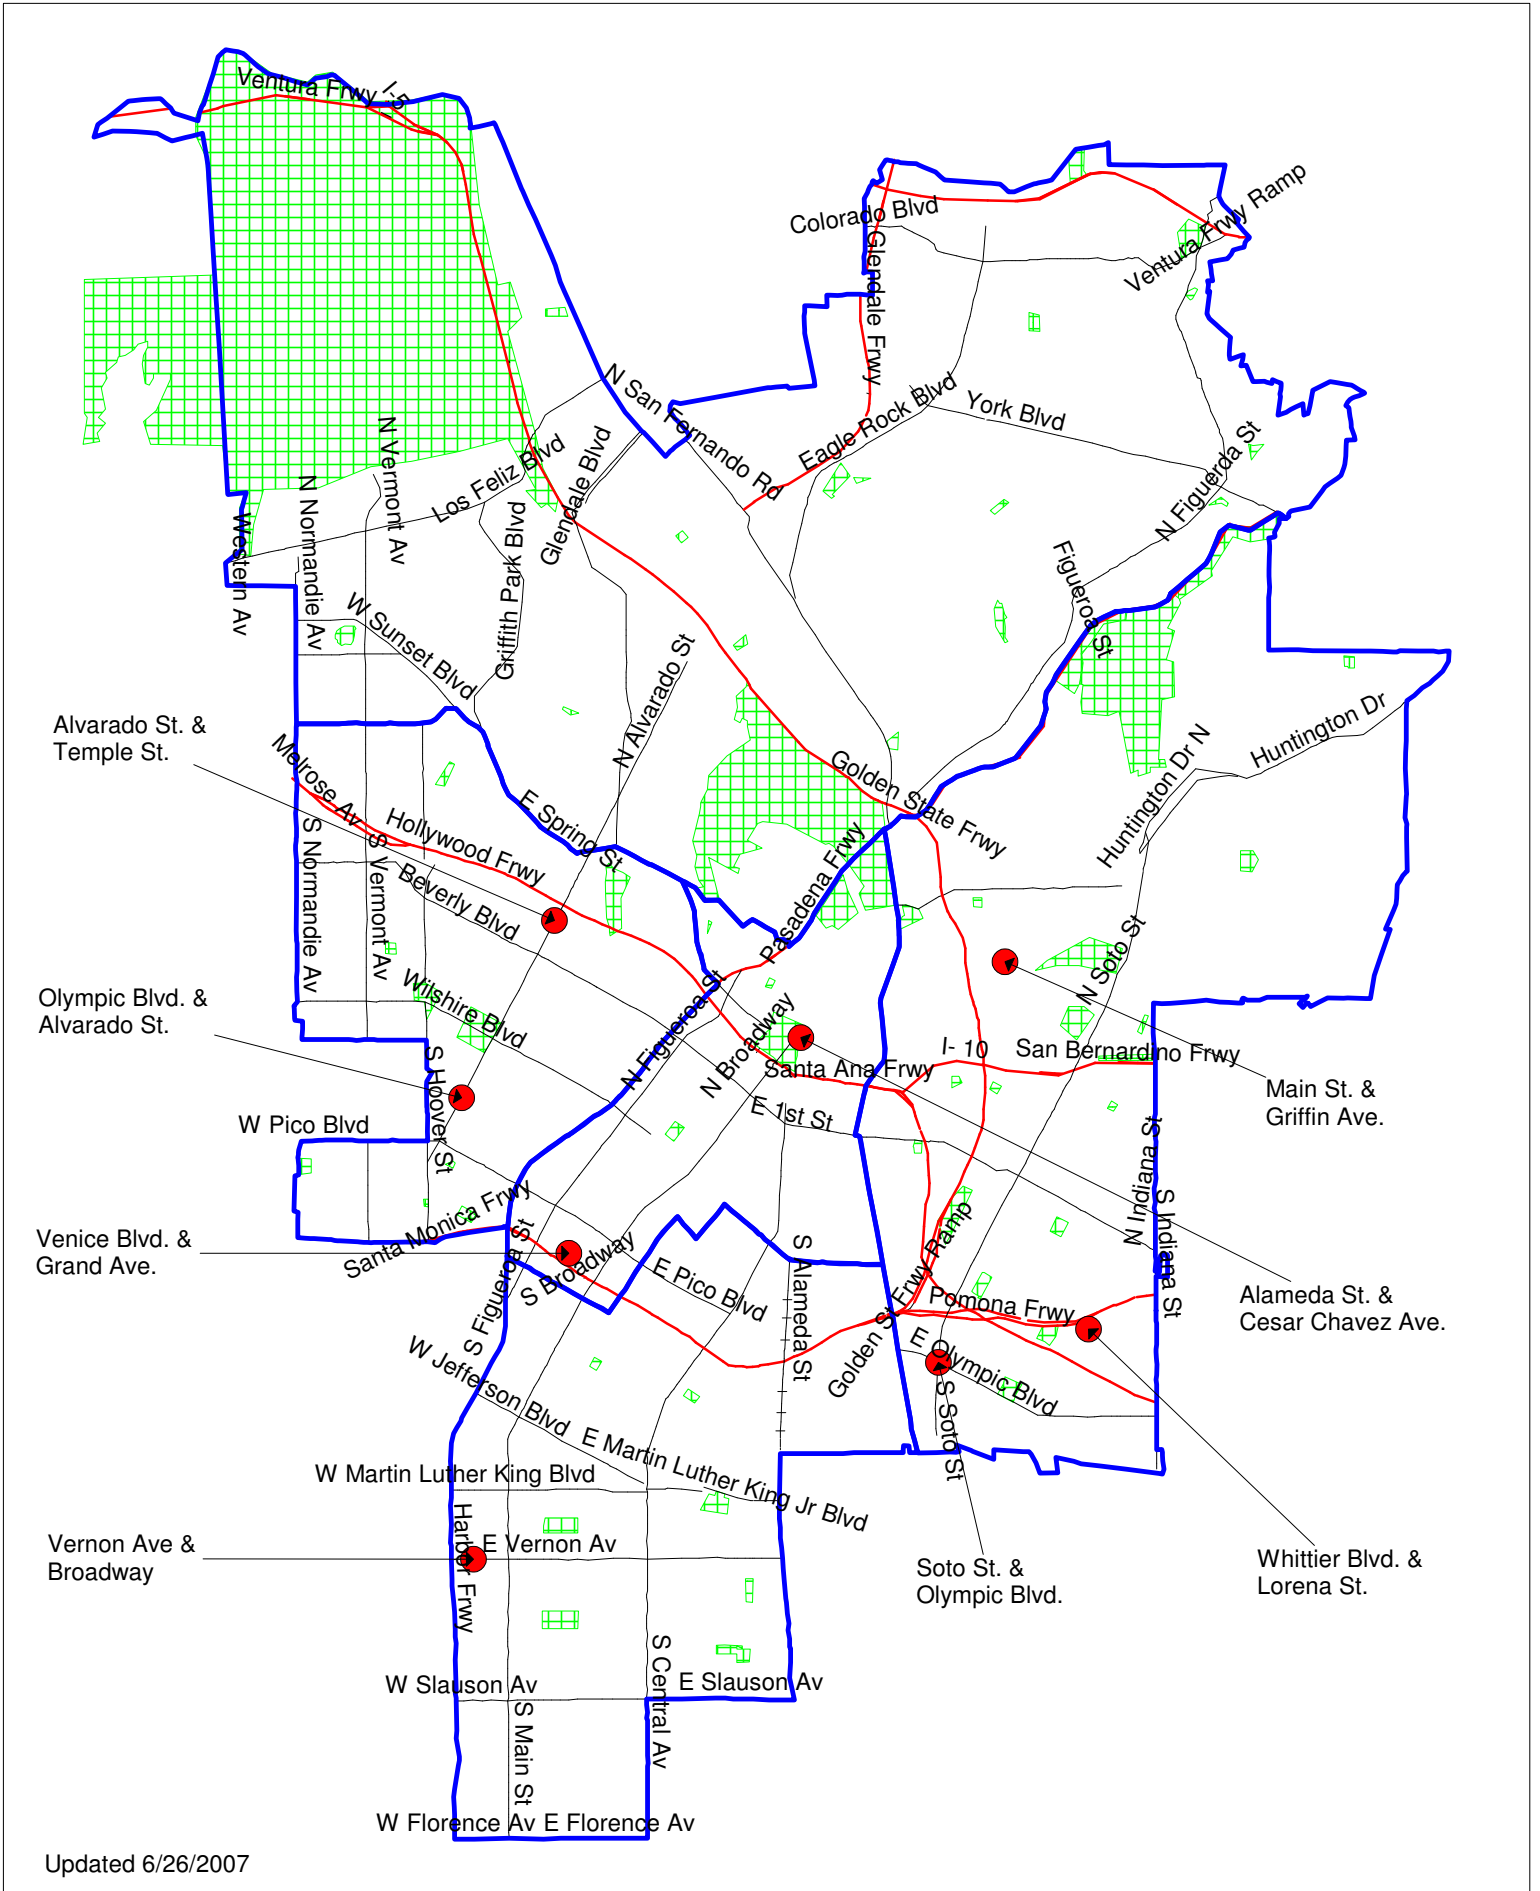 Ventura Frwy
I-5
Colorado Blvd
Glendale Frwy
Ventura Frwy Ramp
N San Fernando Rd
Eagle Rock Blvd
York Blvd
N Figuerda St
Los Feliz Blvd
Glendale Blvd
N Vermont Av
N Normandie Av
Western Av
Griffith Park Blvd
W Sunset Blvd
Figueroa St
N Alvarado St
Huntington Dr
Huntington Dr N
Alvarado St. &
Temple St.
Melrose Av
Hollywood Frwy
E Spring St
Golden State Frwy
Pasadena Frwy
S Normandie Av
S Vermont Av
Beverly Blvd
Wilshire Blvd
N Soto St
Olympic Blvd. &
Alvarado St.
N Figueroa St
N Broadway
Santa Ana Frwy
I- 10
San Bernardino Frwy
Main St. &
Griffin Ave.
S Hoover St
W Pico Blvd
E 1st St
N Indiana St
S Indiana St
Santa Monica Frwy
Venice Blvd. &
Grand Ave.
S Figueroa St
S Broadway
E Pico Blvd
S Alameda St
Golden St Frwy Ramp
Pomona Frwy
Alameda St. &
Cesar Chavez Ave.
E Olympic Blvd
S Soto St
W Jefferson Blvd
E Martin Luther King Jr Blvd
W Martin Luther King Blvd
Harbor Frwy
E Vernon Av
Vernon Ave &
Broadway
Soto St. &
Olympic Blvd.
Whittier Blvd. &
Lorena St.
W Slauson Av
E Slauson Av
S Central Av
S Main St
W Florence Av
E Florence Av
Updated 6/26/2007